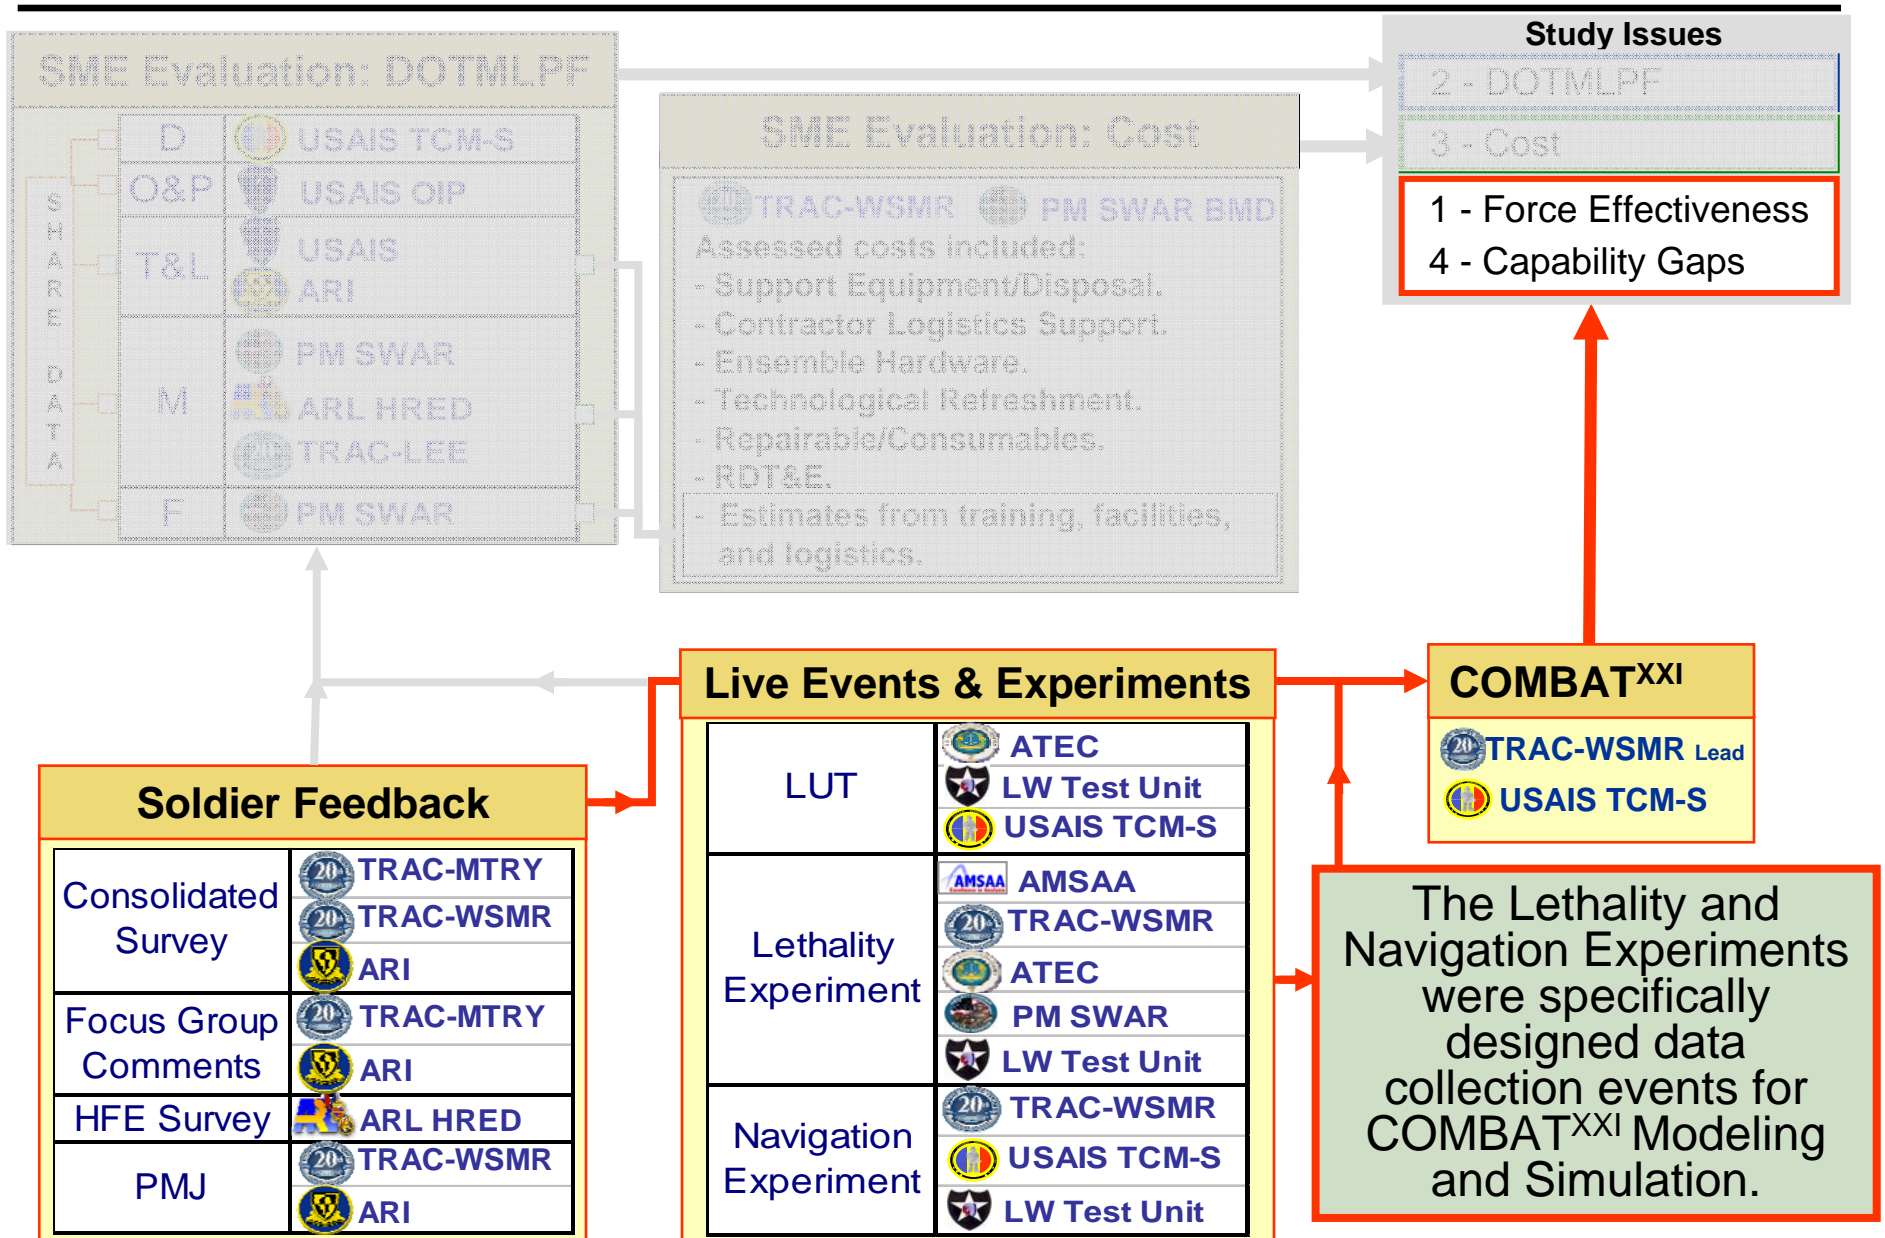 Study Issues
2 - DOTMLPF
3 - Cost
1 - Force Effectiveness
4 - Capability Gaps
SME Evaluation: DOTMLPF
SHARE DATA
D
USAIS TCM-S
O&P
USAIS OIP
T&L
USAIS
ARI
M
PM SWAR
ARL HRED
TRAC-LEE
F
PM SWAR
SME Evaluation: Cost
TRAC-WSMR
PM SWAR BMD
Assessed costs included:
- Support Equipment/Disposal.
- Contractor Logistics Support.
- Ensemble Hardware.
- Technological Refreshment.
- Repairable/Consumables.
- RDT&E.
- Estimates from training, facilities,
and logistics.
Soldier Feedback
Consolidated
Survey
TRAC-MTRY
TRAC-WSMR
ARI
Focus Group
Comments
TRAC-MTRY
ARI
HFE Survey
ARL HRED
PMJ
TRAC-WSMR
ARI
Live Events & Experiments
LUT
ATEC
LW Test Unit
USAIS TCM-S
Lethality
Experiment
AMSAA
AMSAA
TRAC-WSMR
ATEC
PM SWAR
LW Test Unit
Navigation
Experiment
TRAC-WSMR
USAIS TCM-S
LW Test Unit
COMBATXXI
TRAC-WSMR Lead
USAIS TCM-S
The Lethality and
Navigation Experiments
were specifically
designed data
collection events for
COMBATXXI Modeling
and Simulation.